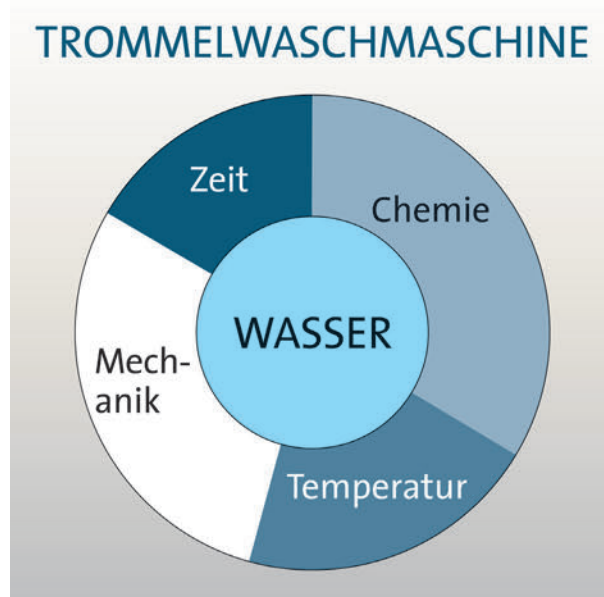 TROMMELWASCHMASCHINE
Zeit
Chemie
WASSER
Mech-
anik
Temperatur